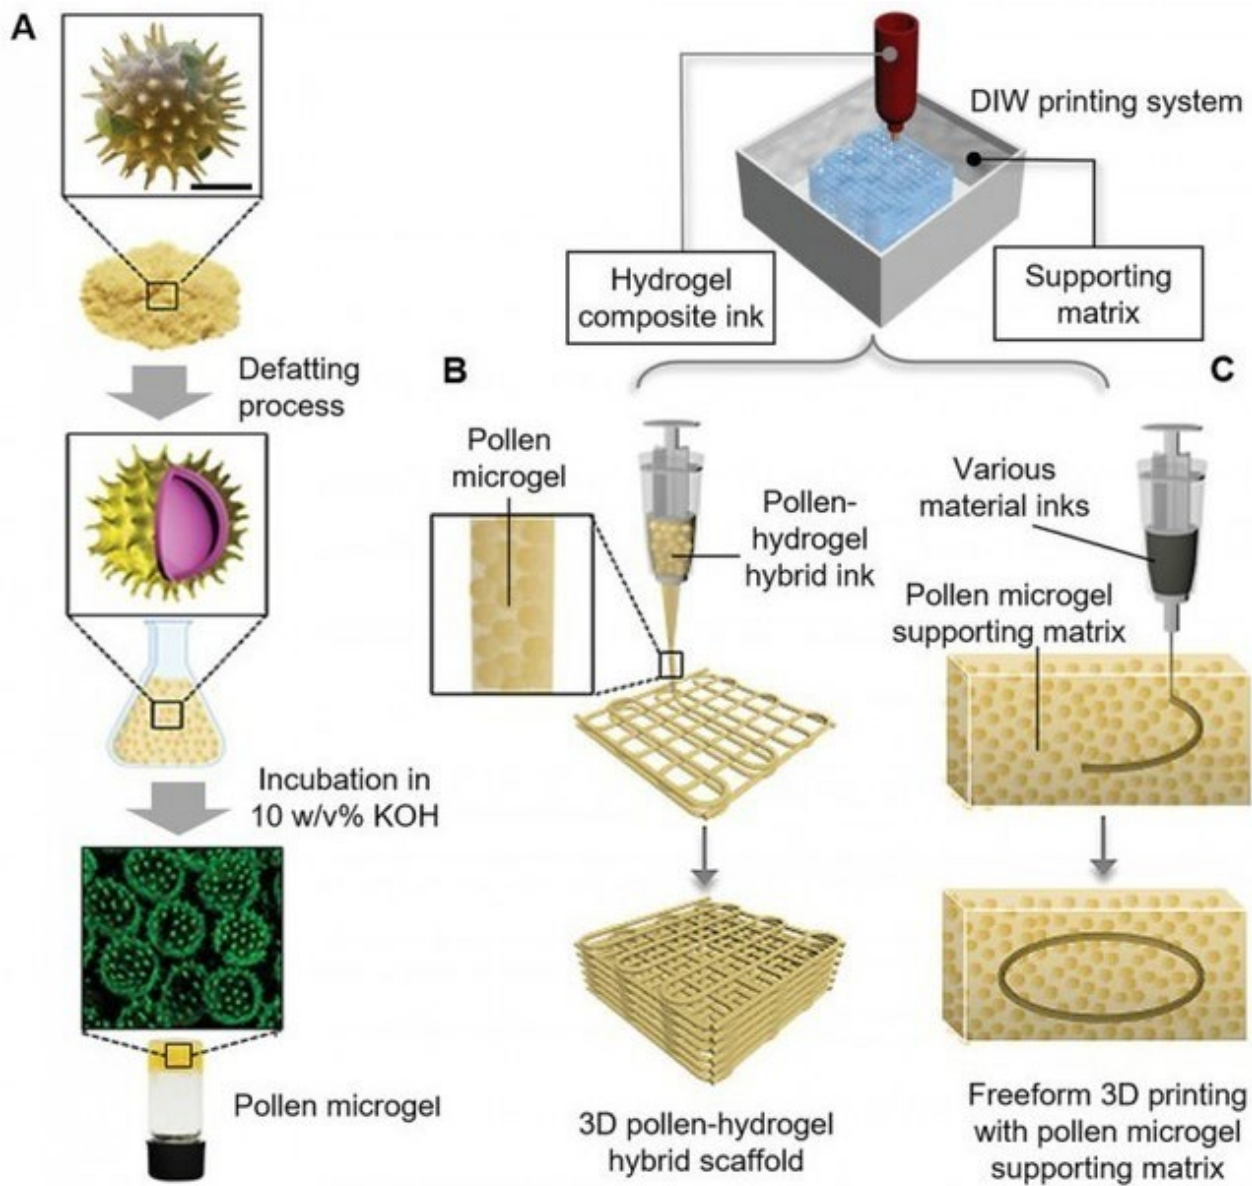 A
Defatting
process
Incubation in
10 w/v% KOH
Pollen microgel
DIW printing system
Hydrogel
composite ink
Supporting
matrix
B
Pollen
microgel
Pollen-
hydrogel
hybrid ink
3D pollen-hydrogel
hybrid scaffold
C
Various
material inks
Pollen microgel
supporting matrix
Freeform 3D printing
with pollen microgel
supporting matrix